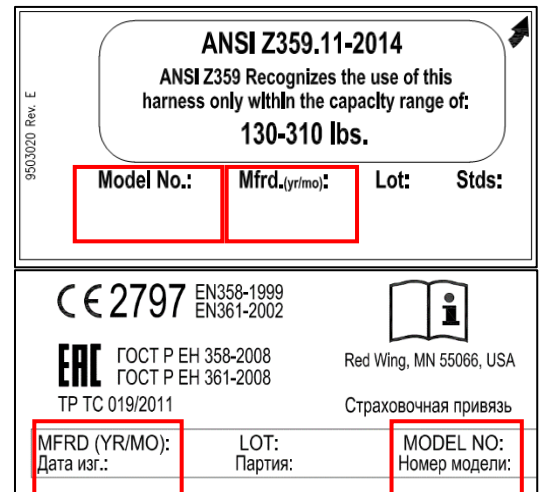 ANSI Z359.11-2014
ANSI Z359 Recognizes the use of this
harness only within the capacity range of:
130-310 lbs.
9503020 Rev. E
Model No.: Mfrd.(yr/mo): Lot: Stds:
CE 2797 EN358-1999
EN361-2002
EAC ГОСТ Р ЕН 358-2008
ГОСТ Р ЕН 361-2008
i
Red Wing, MN 55066, USA
ТР ТС 019/2011
Страховочная привязь
MFRD (YR/MO): LOT: MODEL NO:
Дата изг.: Партия: Номер модели: